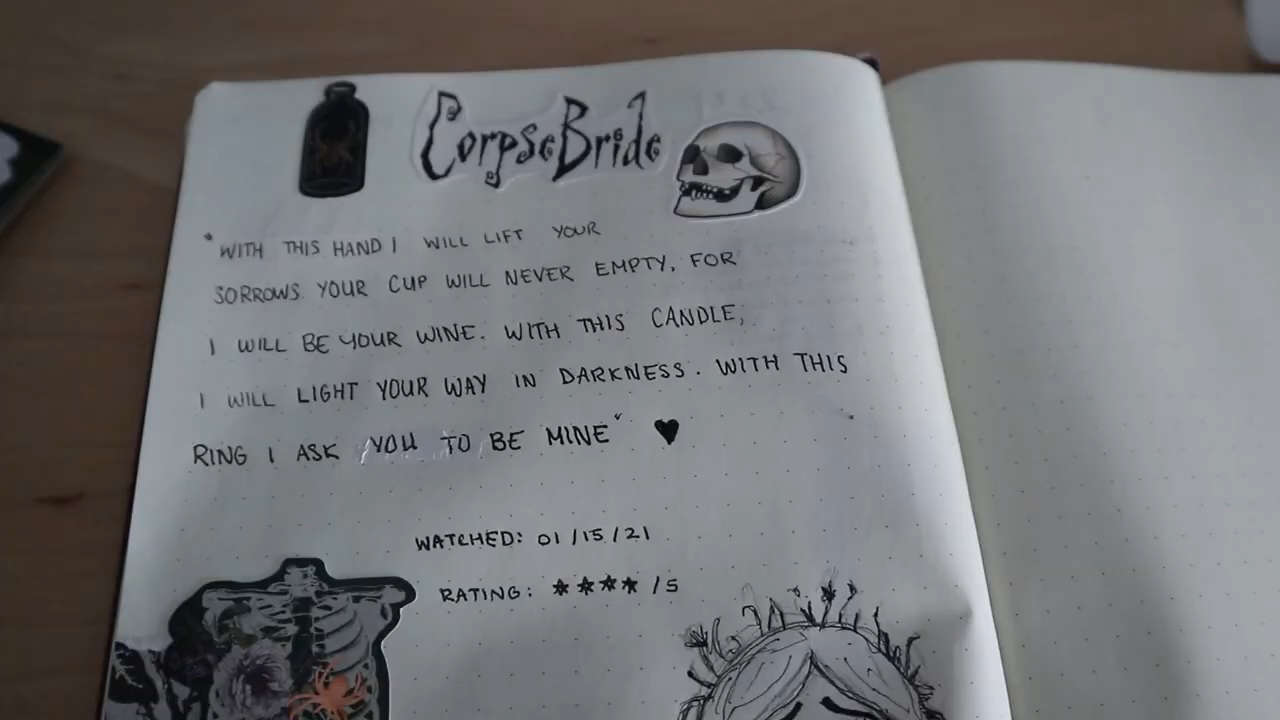 Corpse Bride
"WITH THIS HAND I WILL LIFT YOUR
SORROWS. YOUR CUP WILL NEVER EMPTY, FOR
I WILL BE YOUR WINE. WITH THIS CANDLE,
I WILL LIGHT YOUR WAY IN DARKNESS. WITH THIS
RING I ASK YOU TO BE MINE" ♥
WATCHED: 01/15/21
RATING: ★★★★/5